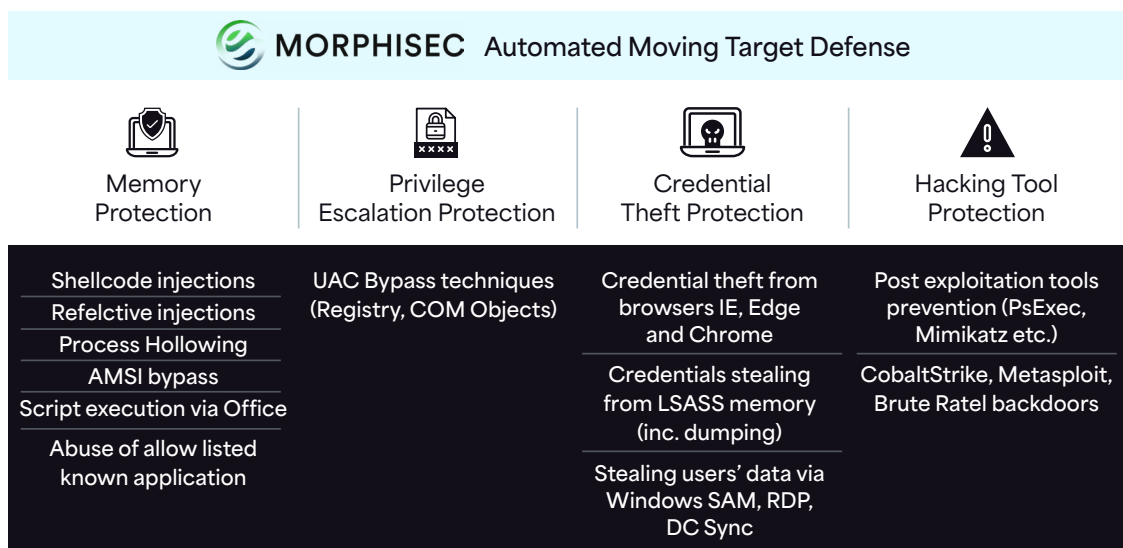 MORPHISEC Automated Moving Target Defense
Memory
Protection
Privilege
Escalation Protection
Credential
Theft Protection
Hacking Tool
Protection
Shellcode injections
Refelctive injections
Process Hollowing
AMSI bypass
Script execution via Office
Abuse of allow listed
known application
UAC Bypass techniques
(Registry, COM Objects)
Credential theft from
browsers IE, Edge
and Chrome
Credentials stealing
from LSASS memory
(inc. dumping)
Stealing users’ data via
Windows SAM, RDP,
DC Sync
Post exploitation tools
prevention (PsExec,
Mimikatz etc.)
CobaltStrike, Metasploit,
Brute Ratel backdoors